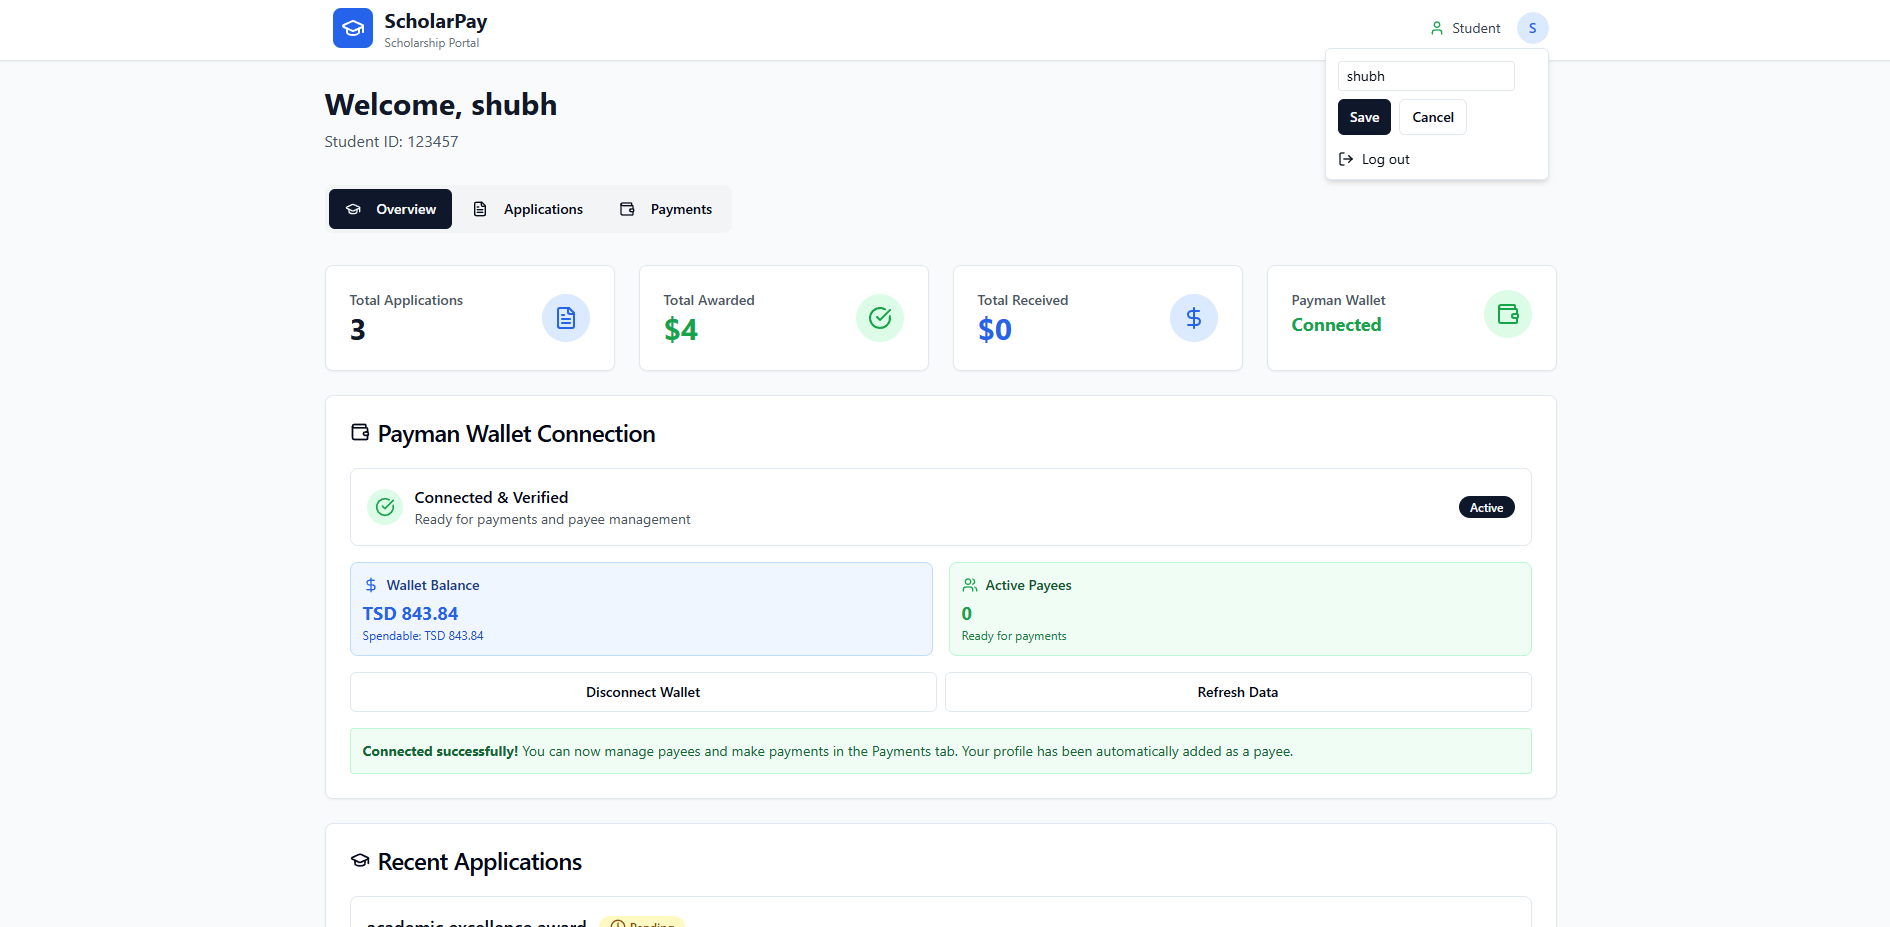 ScholarPay
Scholarship Portal
Student
S
shubh
Save
Cancel
Log out
Welcome, shubh
Student ID: 123457
Overview
Applications
Payments
Total Applications
3
Total Awarded
$4
Total Received
$0
Payman Wallet
Connected
Payman Wallet Connection
Connected & Verified
Ready for payments and payee management
Active
Wallet Balance
TSD 843.84
Spendable: TSD 843.84
Active Payees
0
Ready for payments
Disconnect Wallet
Refresh Data
Connected successfully! You can now manage payees and make payments in the Payments tab. Your profile has been automatically added as a payee.
Recent Applications
academic excellence award
Pending